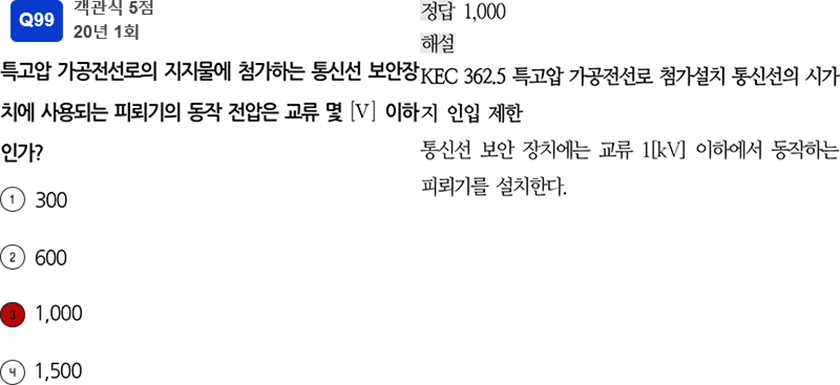 Q99
객관식 5점
20년 1회
특고압 가공전선로의 지지물에 첨가하는 통신선 보안장
치에 사용되는 피뢰기의 동작 전압은 교류 몇 [V] 이하
인가?
1 300
2 600
3 1,000
4 1,500
정답 1,000
해설
KEC 362.5 특고압 가공전선로 첨가설치 통신선의 시가
지 인입 제한
통신선 보안 장치에는 교류 1[kV] 이하에서 동작하는
피뢰기를 설치한다.